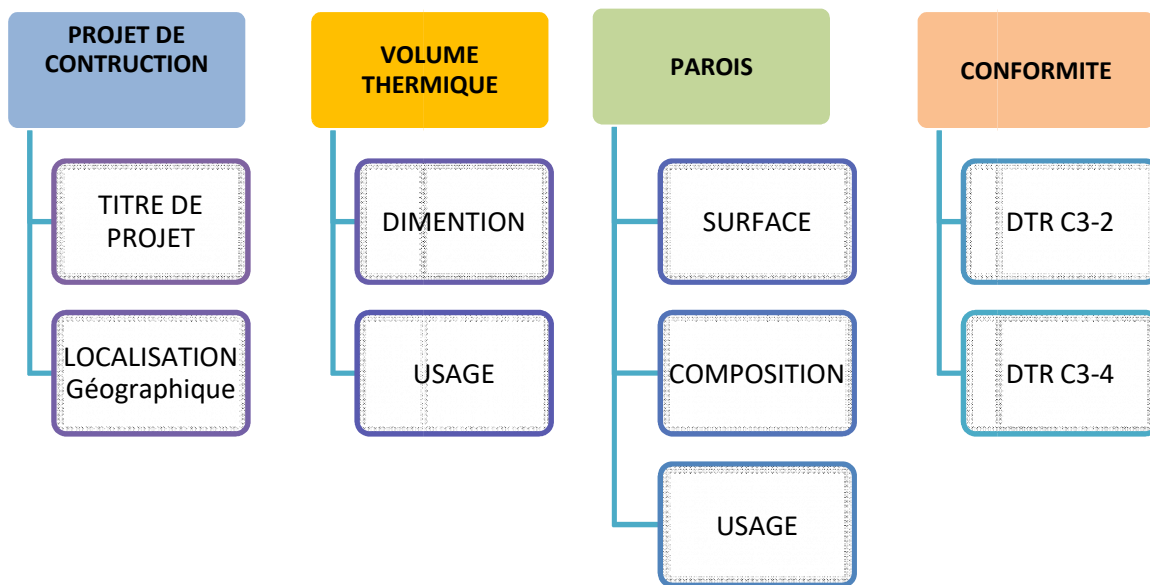 PROJET DE
CONTRUCTION
TITRE DE
PROJET
LOCALISATION
Géographique
VOLUME
THERMIQUE
DIMENTION
USAGE
PAROIS
SURFACE
COMPOSITION
USAGE
CONFORMITE
DTR C3-2
DTR C3-4